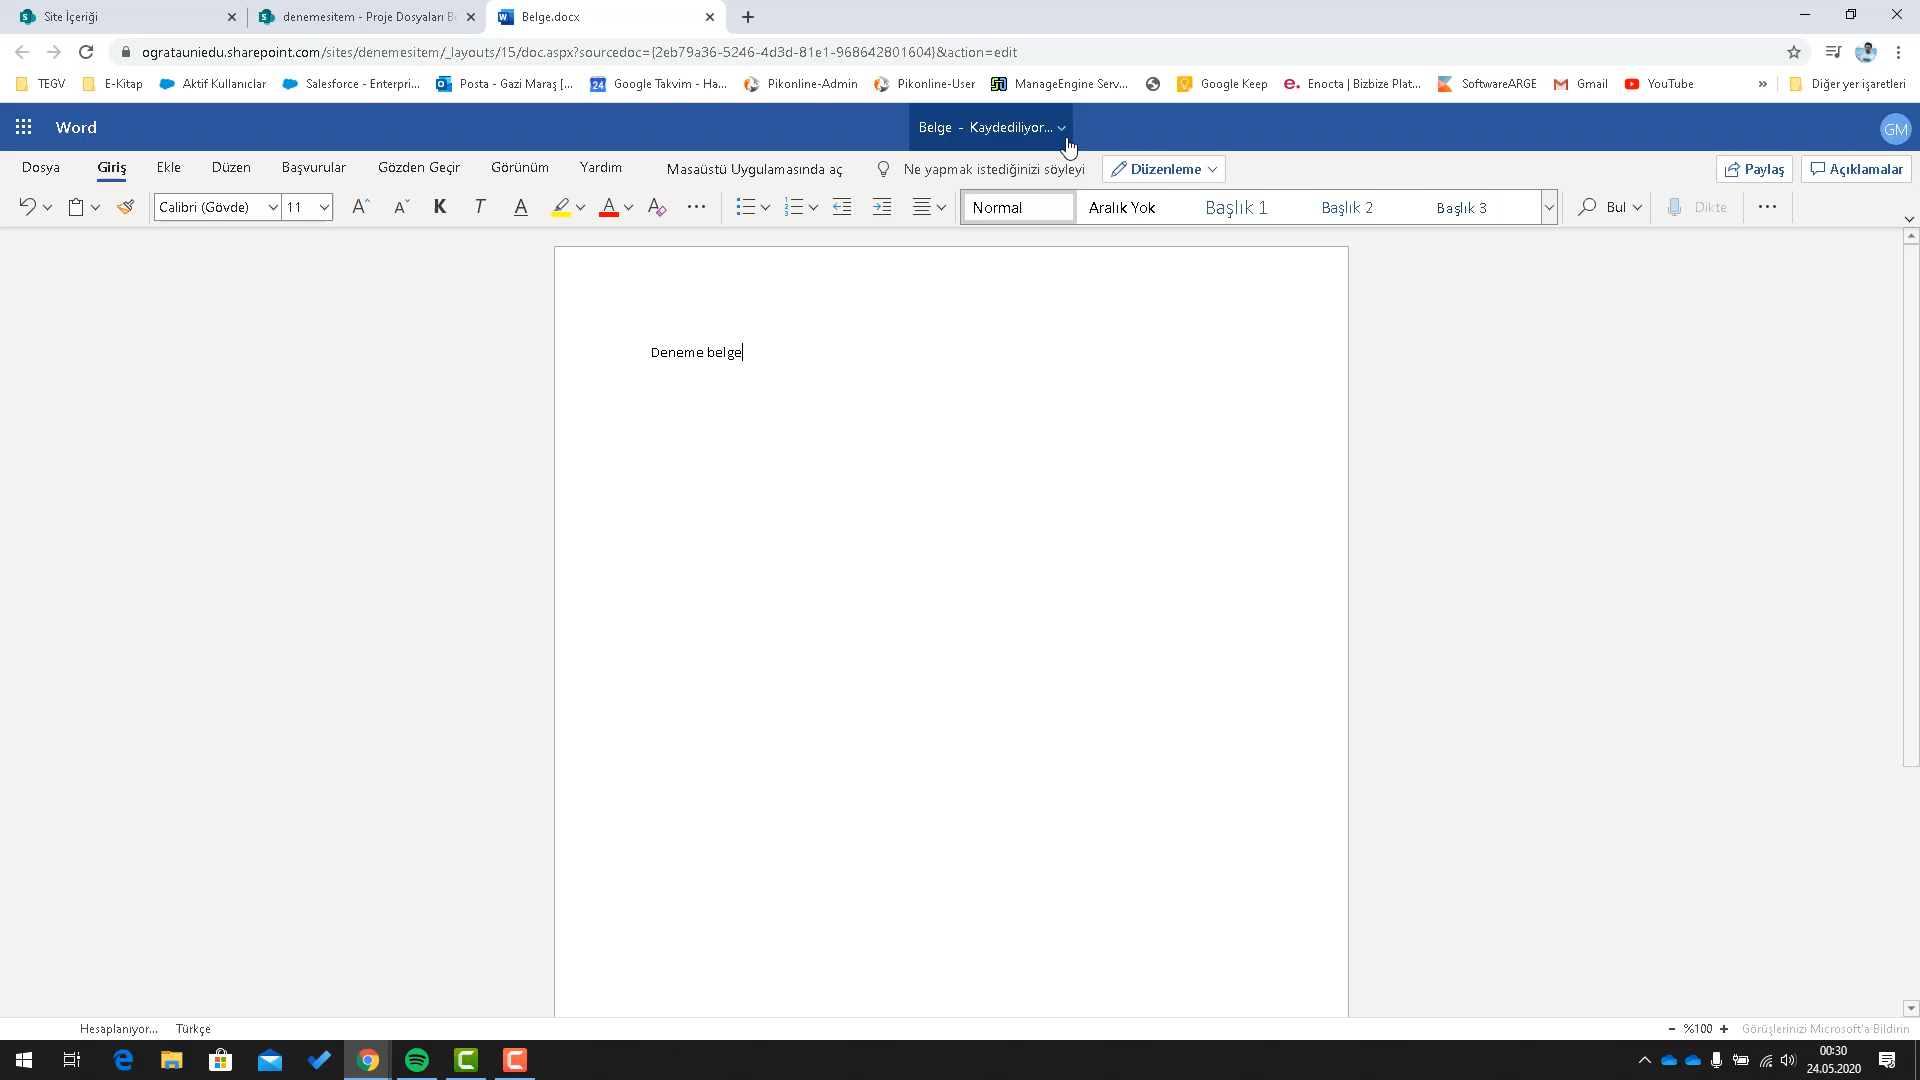 Site İçeriği
denemesitem - Proje Dosyaları Be
Belge.docx
ogratauniedu.sharepoint.com/sites/denemesitem/_layouts/15/doc.aspx?sourcedoc={2eb79a36-5246-4d3d-81e1-968642801604}&action=edit
TEGV E-Kitap Aktif Kullanıclar Salesforce - Enterpri... Posta - Gazi Maraş [... Google Takvim - Ha... Pikonline-Admin Pikonline-User ManageEngine Serv... Google Keep Enocta | Bizbize Plat... SoftwareARGE Gmail YouTube » Diğer yer işaretleri
Word Belge - Kaydediliyor... GM
Dosya Giriş Ekle Düzen Başvurular Gözden Geçir Görünüm Yardım Masaüstü Uygulamasında aç Ne yapmak istediğinizi söyleyi Düzenleme Paylaş Açıklamalar
Calibri (Gövde) 11 K T A Normal Aralık Yok Başlık 1 Başlık 2 Başlık 3 Bul Dikte
Deneme belge
Hesaplanıyor... Türkçe - %100 + Görüşlerinizi Microsoft'a Bildirin
00:30
24.05.2020